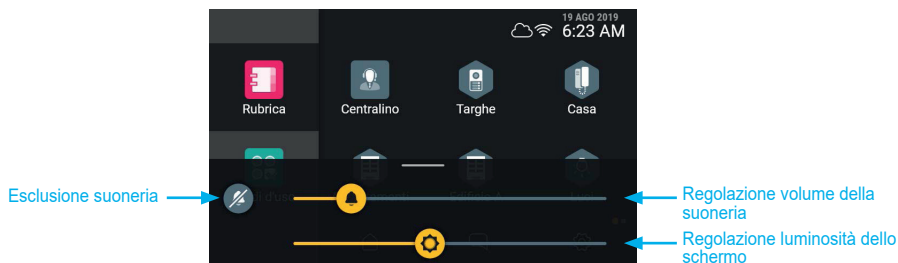 19 AGO 2019
6:23 AM
Rubrica
Centralino
Targhe
Casa
Esclusione suoneria
Regolazione volume della
suoneria
Regolazione luminosità dello
schermo